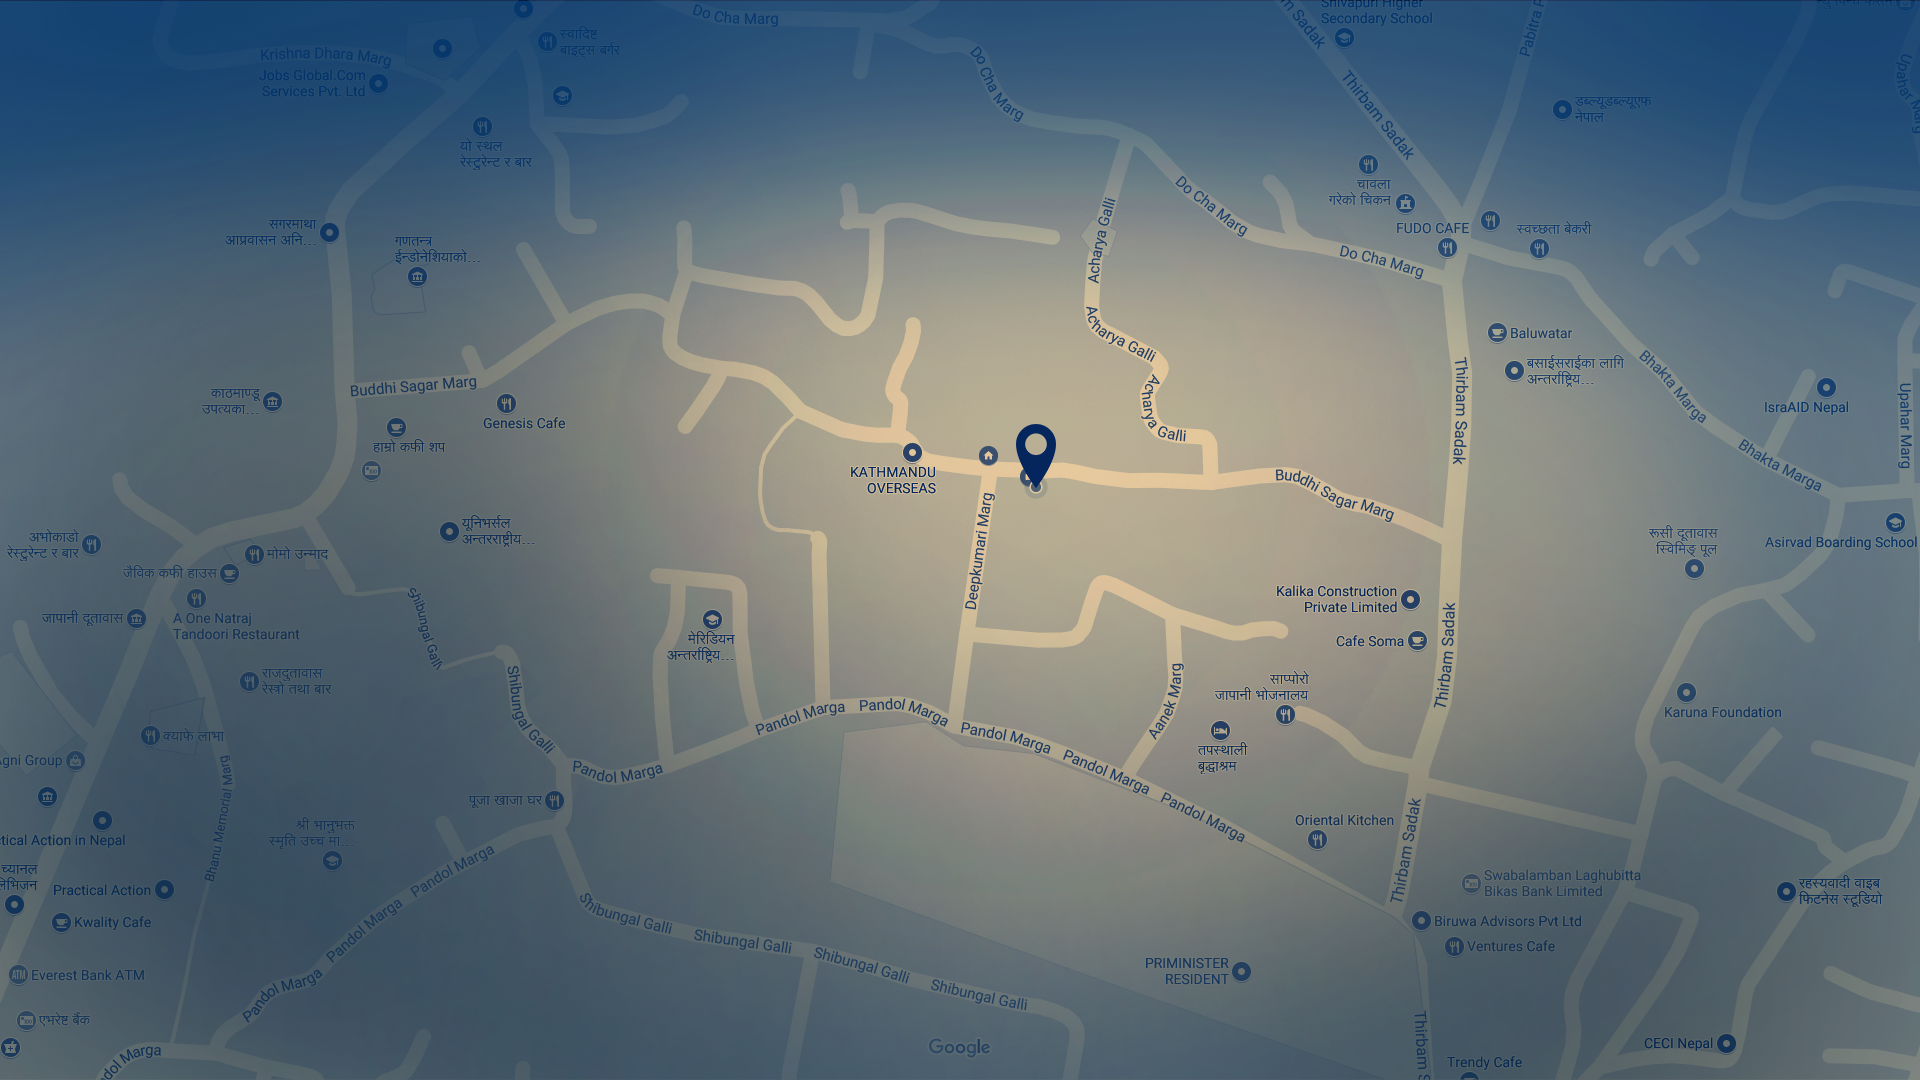 Do Cha Marg
Shivapuri Higher
Secondary School
Thirbam Sadak
Krishna Dhara Marg
Jobs Global.Com
Services Pvt. Ltd
स्वादिष्ट
बाइट्स बर्गर
Do Cha Marg
Thirbam Sadak
डब्ल्यूडब्ल्यूएफ
नेपाल
यो स्थल
रेस्टुरेन्ट र बार
चावला
गरेको चिकन
Do Cha Marg
FUDO CAFE
स्वच्छता बेकरी
सगरमाथा
आप्रवासन अनि...
गणतन्त्र
ईन्डोनेशियाको...
Acharya Galli
Do Cha Marg
Acharya Galli
Baluwatar
बसाईसराईका लागि
अन्तर्राष्ट्रिय...
Bhakta Marga
Thirbam Sadak
Upahar Marg
Buddhi Sagar Marg
काठमाण्डू
उपत्यका...
Genesis Cafe
Acharya Galli
IsraAID Nepal
हाम्रो कफी शप
Bhakta Marga
KATHMANDU
OVERSEAS
Buddhi Sagar Marg
यूनिभर्सल
अन्तरराष्ट्रीय...
Deepkumari Marg
रूसी दूतावास
स्विमिङ् पूल
Asirvad Boarding School
अभोकाडो
रेस्टुरेन्ट र बार
मोमो उन्माद
जैविक कफी हाउस
जापानी दूतावास
A One Natraj
Tandoori Restaurant
Shibungal Galli
Kalika Construction
Private Limited
Cafe Soma
Thirbam Sadak
मेरिडियन
अन्तर्राष्ट्रिय...
राजदुतावास
रेस्त्रो तथा बार
साप्पोरो
जापानी भोजनालय
Aanek Marg
Shibungal Galli
Karuna Foundation
Pandol Marga
Pandol Marga
Pandol Marga
Pandol Marga
क्याफे लाभा
तपस्थाली
बृद्धाश्रम
Agni Group
Pandol Marga
Pandol Marga
पूजा खाजा घर
Bhanu Memorial Marg
Oriental Kitchen
Thirbam Sadak
श्री भानुभक्त
स्मृति उच्च मा...
ctical Action in Nepal
Pandol Marga
Practical Action
Swabalamban Laghubitta
Bikas Bank Limited
रहस्यवादी वाइब
फिटनेस स्टूडियो
Kwality Cafe
Pandol Marga
Shibungal Galli
Shibungal Galli
Shibungal Galli
Shibungal Galli
Biruwa Advisors Pvt Ltd
Ventures Cafe
PRIMINISTER
RESIDENT
Everest Bank ATM
Pandol Marga
एभरेष्ट बैंक
Google
Thirbam S
CECI Nepal
dol Marga
Trendy Cafe